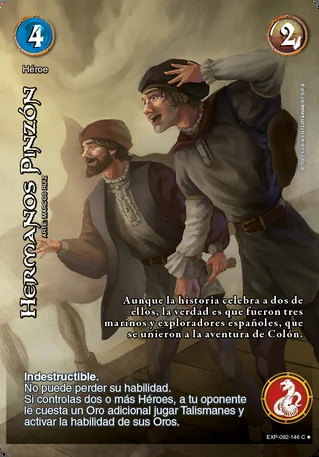 4
2
Héroe
Hermanos Pinzón
Aunque la historia celebra a dos de
ellos, la verdad es que fueron tres
marinos y exploradores españoles, que
se unieron a la aventura de Colón.
Indestructible.
No puede perder su habilidad.
Si controlas dos o más Héroes, a tu oponente
le cuesta un Oro adicional jugar Talismanes y
activar la habilidad de sus Oros.
EXP-092-146 C ★